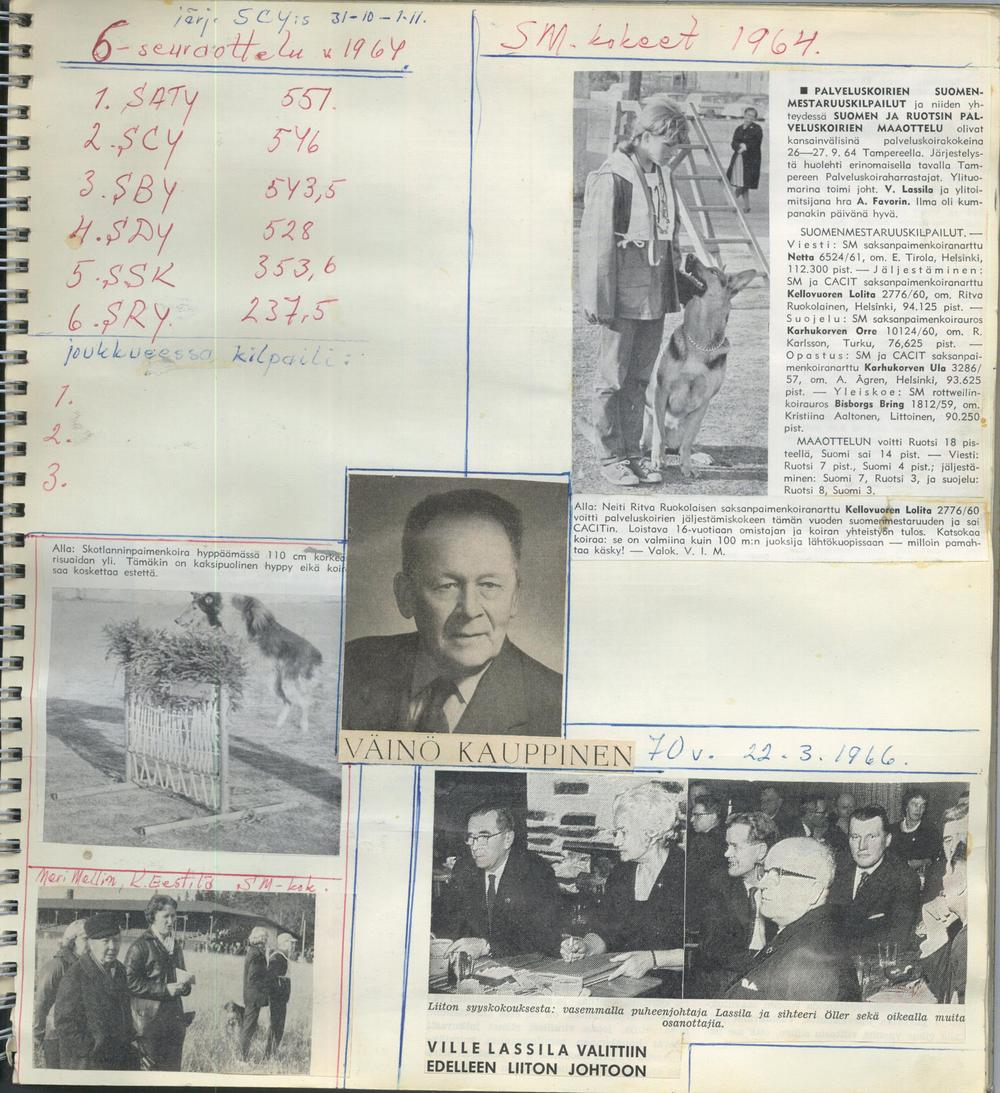 järj. SCY:s 31-10-1-11.
6-seuraottelu v 1964.
1. SATY 551.
2. SCY 546
3. SBY 543,5
4. SDY 528
5. SSK 353,6
6. SRY. 237,5
joukkueessa kilpaili:
1.
2.
3.
SM-kokeet 1964.
■ PALVELUSKOIRIEN SUOMEN-
MESTARUUSKILPAILUT ja niiden yh-
teydessä SUOMEN JA RUOTSIN PAL-
VELUSKOIRIEN MAAOTTELU olivat
kansainvälisinä palveluskoirakokeina
26—27. 9. 64 Tampereella. Järjestelys-
tä huolehti erinomaisella tavalla Tam-
pereen Palveluskoiraharrastajat. Ylituo-
marina toimi joht. V. Lassila ja ylitoi-
mitsijana hra A. Favorin. Ilma oli kum-
panakin päivänä hyvä.
SUOMENMESTARUUSKILPAILUT. —
Viesti: SM saksanpaimenkoiranarttu
Netta 6524/61, om. E. Tirola, Helsinki,
112.300 pist. — Jäljestäminen:
SM ja CACIT saksanpaimenkoiranarttu
Kellovuoren Lolita 2776/60, om. Ritva
Ruokolainen, Helsinki, 94.125 pist. —
Suojelu: SM saksanpaimenkoirauros
Karhukorven Orre 10124/60, om. R.
Karlsson, Turku, 76,625 pist. —
Opastus: SM ja CACIT saksanpai-
menkoiranarttu Karhukorven Ula 3286/
57, om. A. Ågren, Helsinki, 93.625
pist. — Yleiskoe: SM rottweilin-
koirauros Bisborgs Bring 1812/59, om.
Kristiina Aaltonen, Littoinen, 90.250
pist.
MAAOTTELUN voitti Ruotsi 18 pis-
teellä, Suomi sai 14 pist. — Viesti:
Ruotsi 7 pist., Suomi 4 pist.; jäljestä-
minen: Suomi 7, Ruotsi 3, ja suojelu:
Ruotsi 8, Suomi 3.
Alla: Neiti Ritva Ruokolaisen saksanpaimenkoiranarttu Kellovuoren Lolita 2776/60
voitti palveluskoirien jäljestämiskokeen tämän vuoden suomenmestaruuden ja sai
CACITin. Loistava 16-vuotiaan omistajan ja koiran yhteistyön tulos. Katsokaa
koiraa: se on valmiina kuin 100 m:n juoksija lähtökuopissaan — milloin pamah-
taa käsky! — Valok. V. I. M.
Alla: Skotlanninpaimenkoira hyppäämässä 110 cm korkea
risuaidan yli. Tämäkin on kaksipuolinen hyppy eikä koir
saa koskettaa estettä.
VÄINÖ KAUPPINEN 70 v. 22.3.1966.
Meri Mellin, K. Eestilä SM-kok.
Liiton syyskokouksesta: vasemmalla puheenjohtaja Lassila ja sihteeri Öller sekä oikealla muita
osanottajia.
VILLE LASSILA VALITTIIN
EDELLEEN LIITON JOHTOON